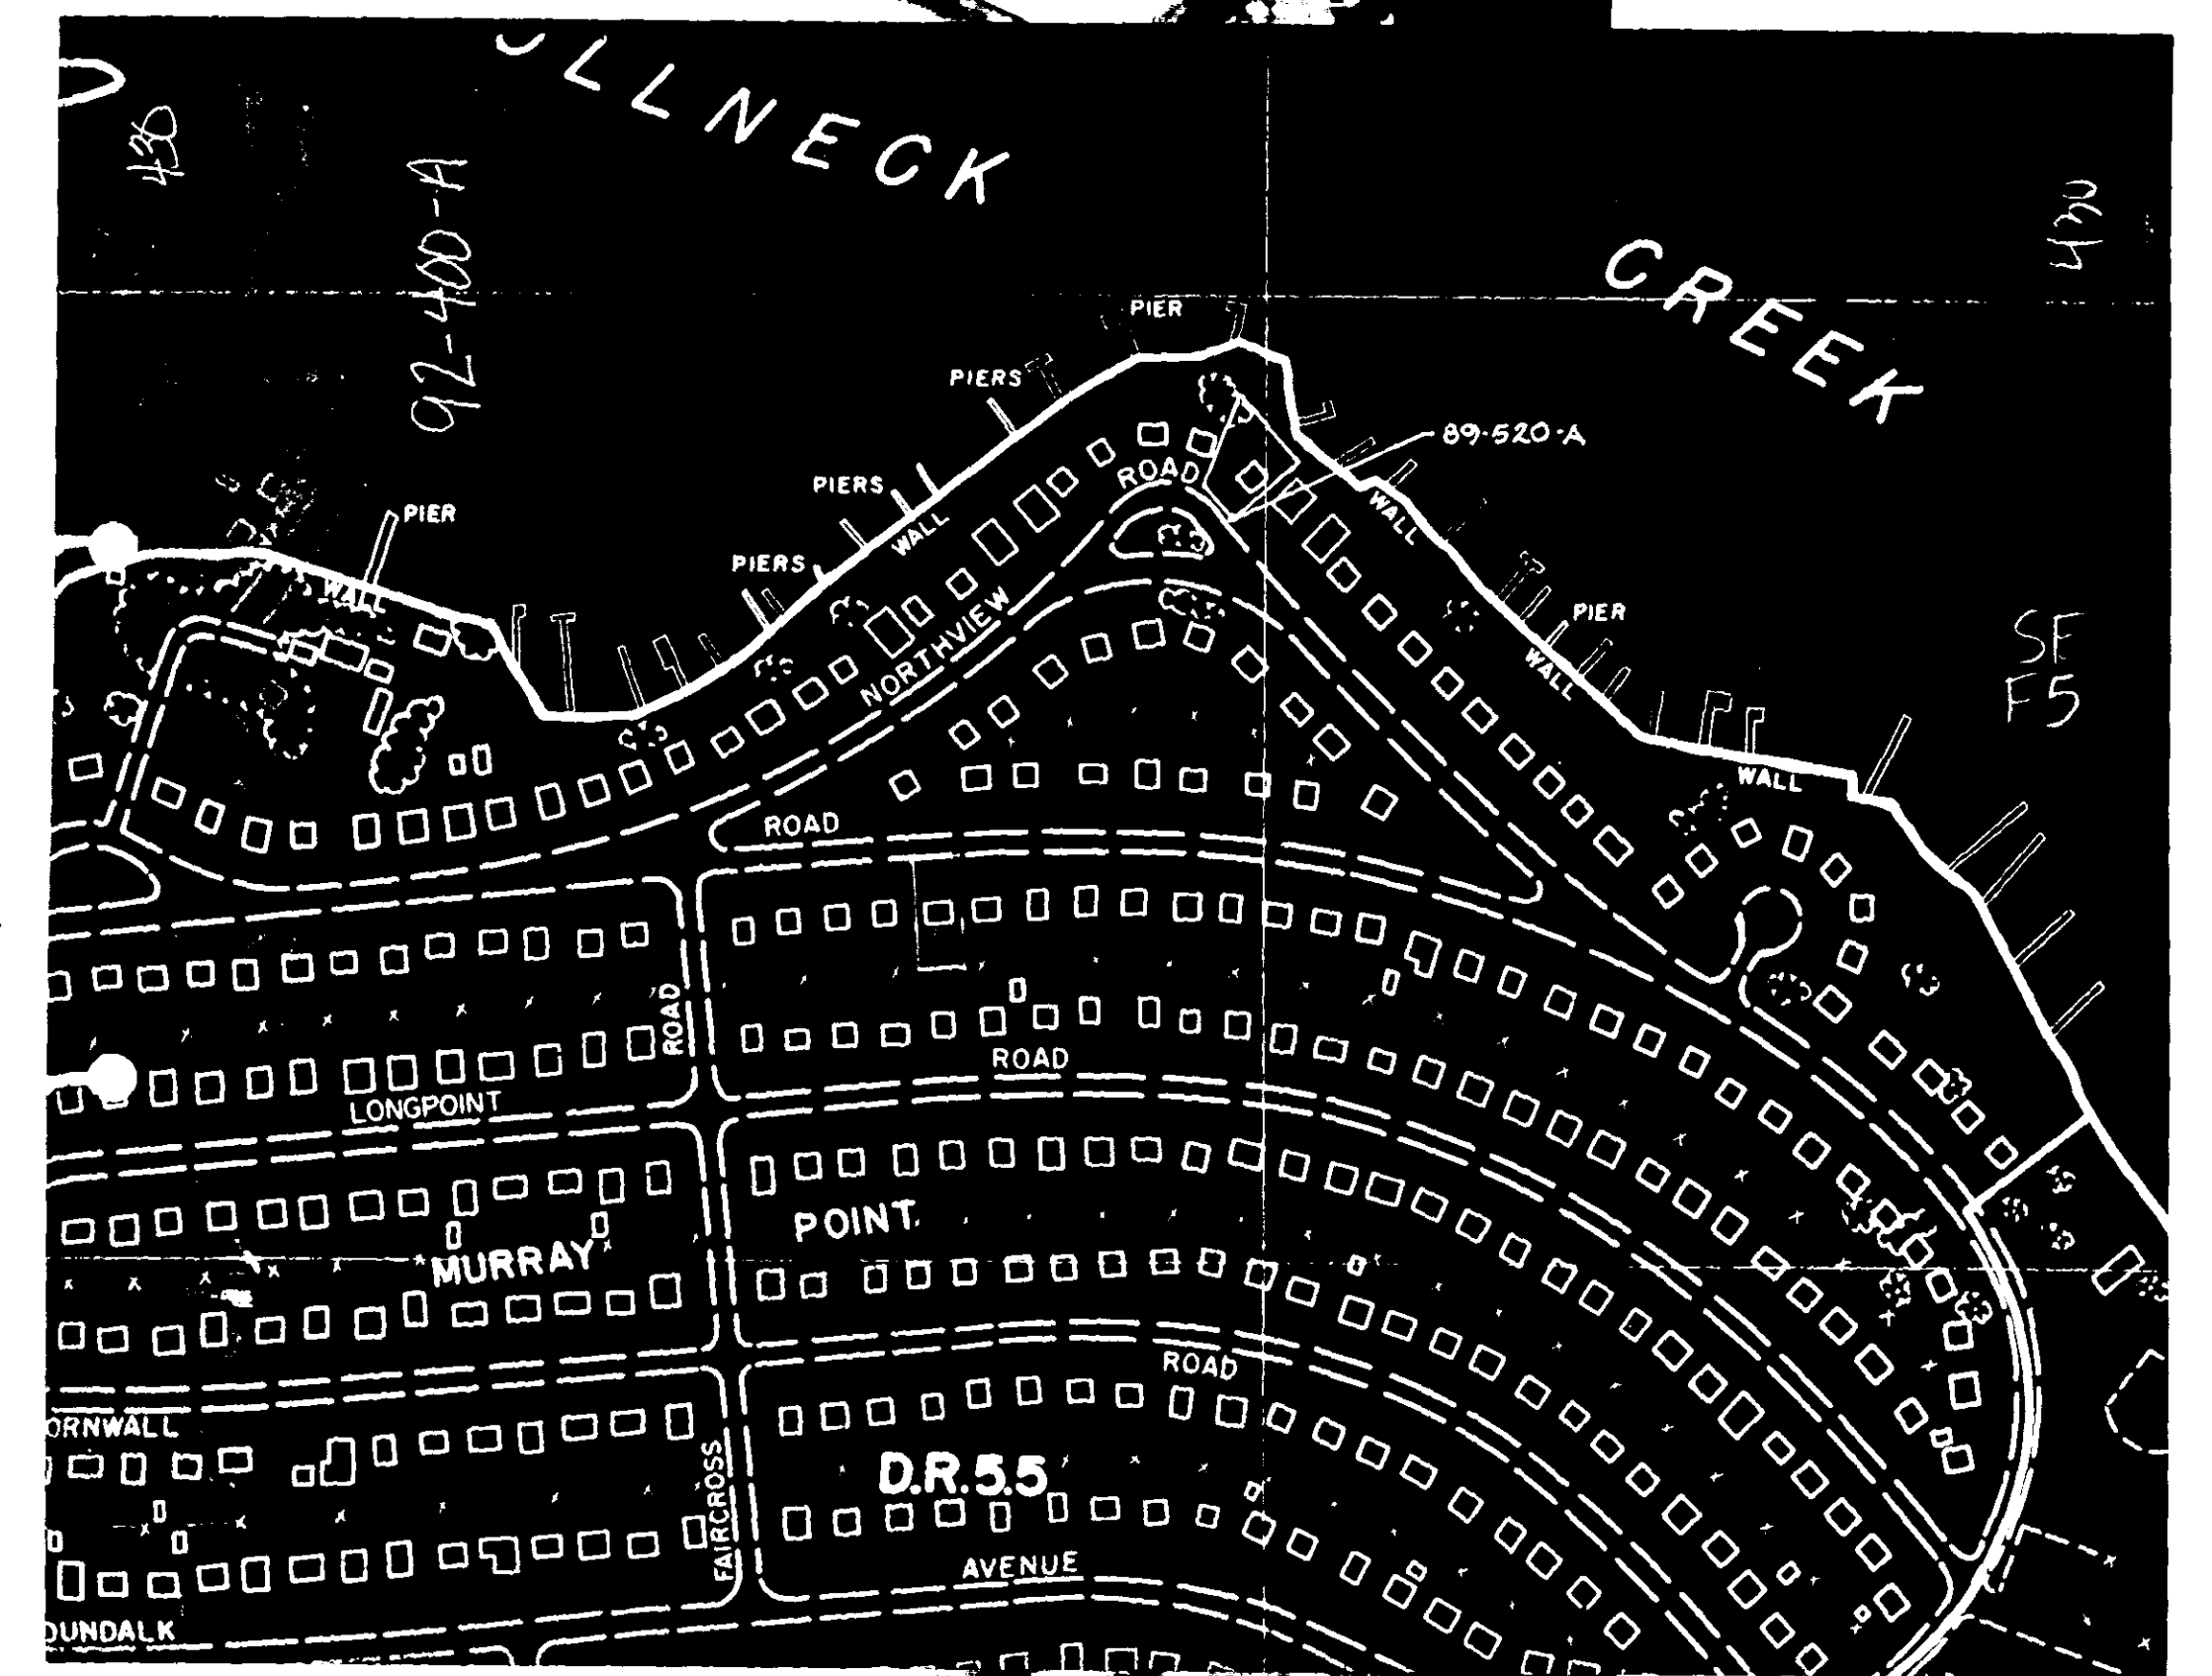 LLNECK
CREEK
430
92-400-A
430
PIER
PIERS
89-520-A
ROAD
PIERS
PIER
WALL
WALL
PIERS
WALL
NORTHVIEW
PIER
WALL
SE
F5
WALL
ROAD
ROAD
ROAD
LONGPOINT
POINT
MURRAY
ROAD
ORNWALL
D.R.5.5
FAIRCROSS
AVENUE
DUNDALK